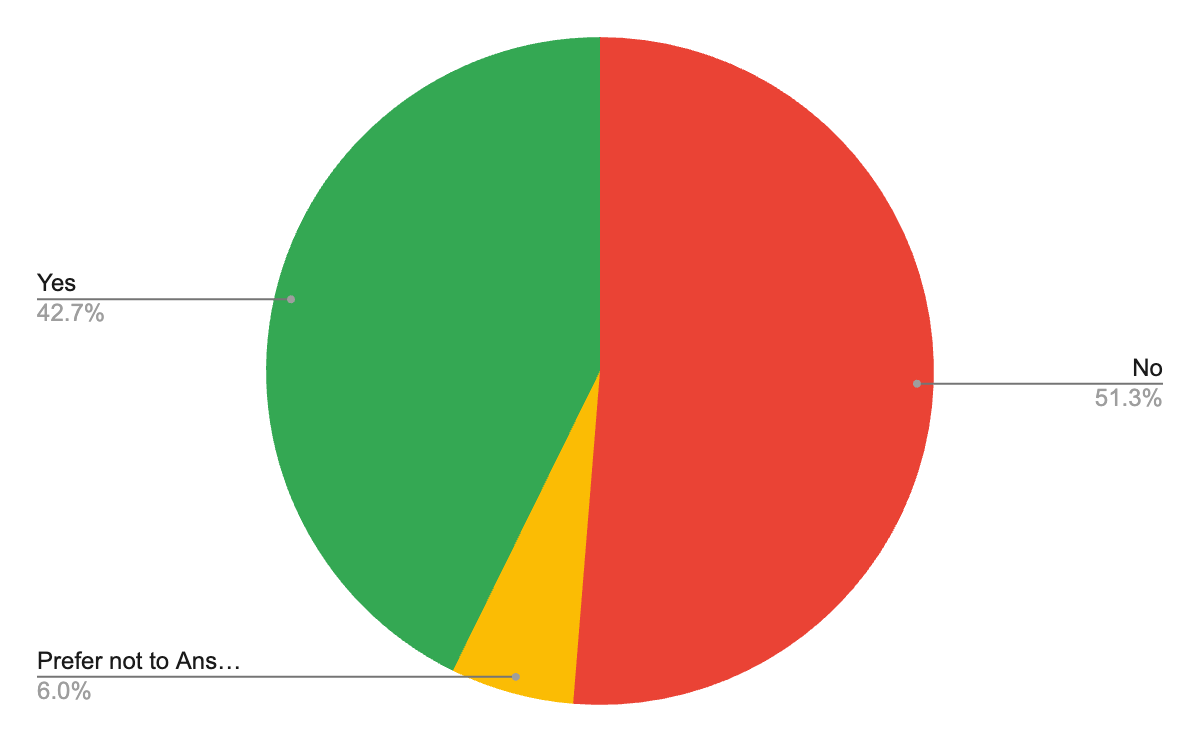 Yes
42.7%
No
51.3%
Prefer not to Ans…
6.0%